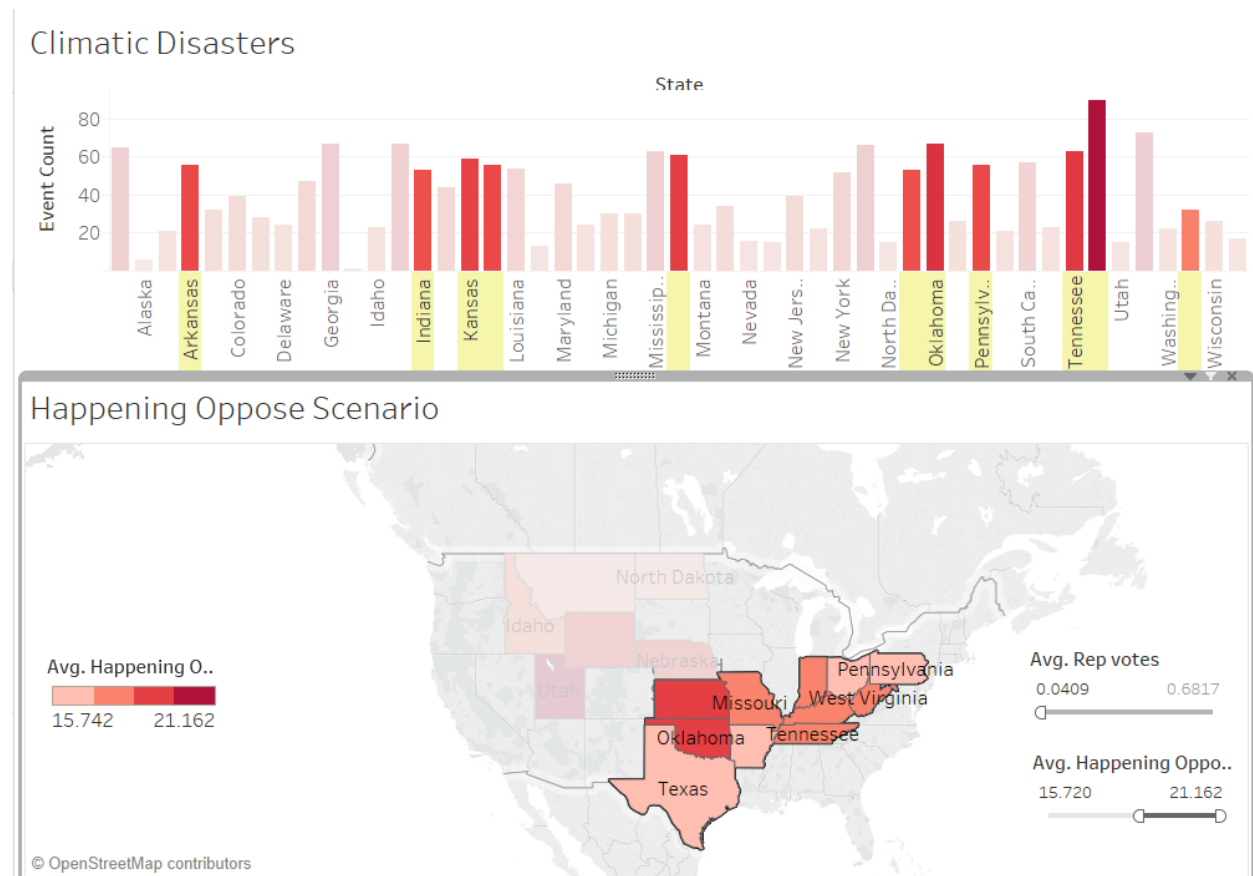 Climatic Disasters
State
Event Count
80
60
40
20
Alaska
Arkansas
Colorado
Delaware
Georgia
Idaho
Indiana
Kansas
Louisiana
Maryland
Michigan
Mississip..
Montana
Nevada
New Jers..
New York
North Da..
Oklahoma
Pennsylv..
South Ca..
Tennessee
Utah
Washing..
Wisconsin
Happening Oppose Scenario
North Dakota
Idaho
Nebraska
Utah
Pennsylvania
Missouri
West Virginia
Oklahoma
Tennessee
Texas
Avg. Happening O..
15.742 21.162
Avg. Rep votes
0.0409 0.6817
Avg. Happening Oppo..
15.720 21.162
© OpenStreetMap contributors